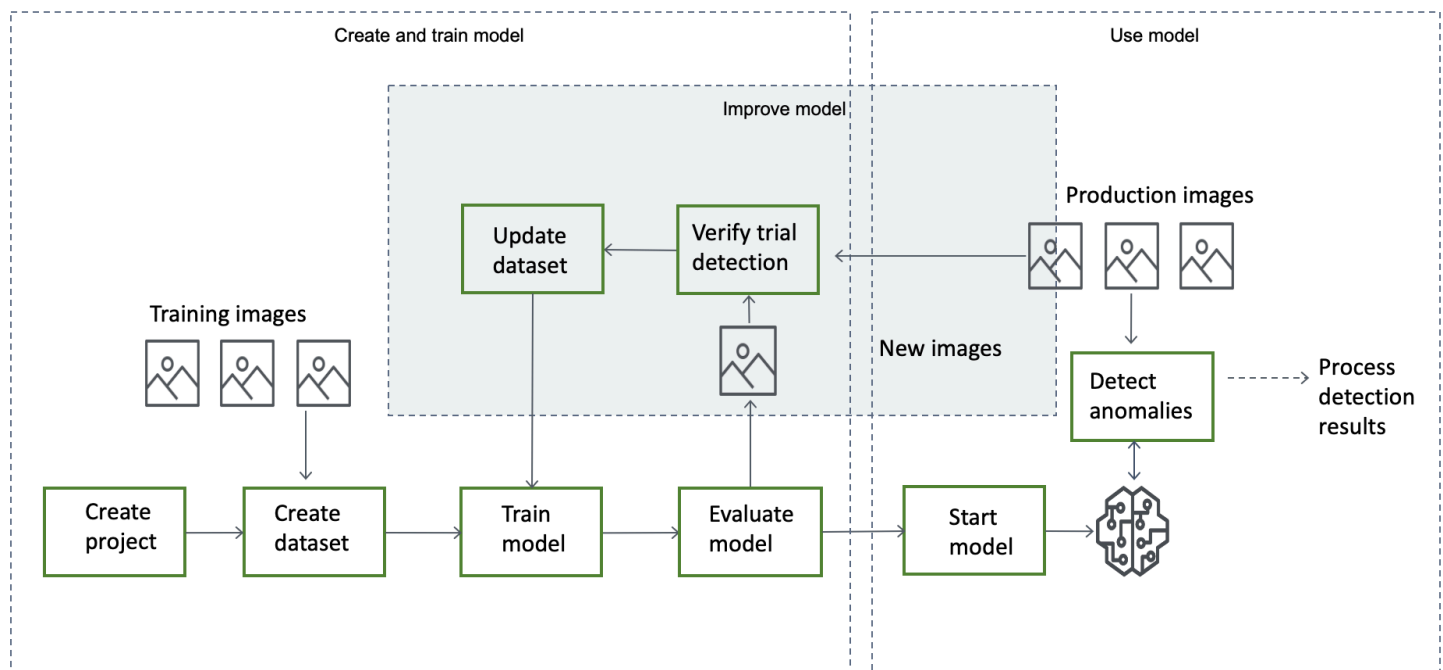 Create and train model
Use model
Improve model
Production images
Update
dataset
Verify trial
detection
Training images
New images
Detect
anomalies
Process
detection
results
Create
project
Create
dataset
Train
model
Evaluate
model
Start
model